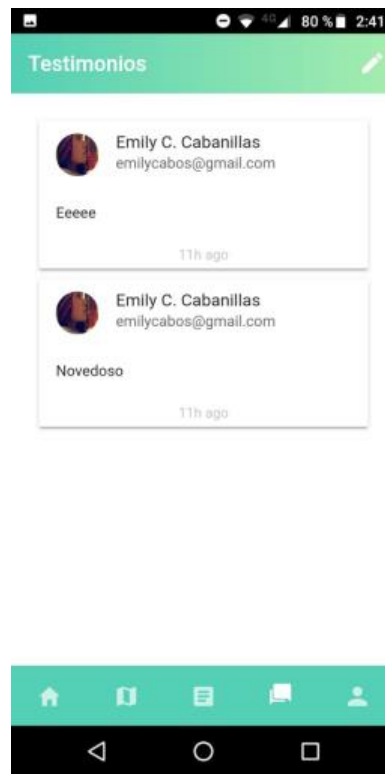 4G 80 % 2:41
Testimonios
Emily C. Cabanillas
emilycabos@gmail.com
Eeeee
11h ago
Emily C. Cabanillas
emilycabos@gmail.com
Novedoso
11h ago